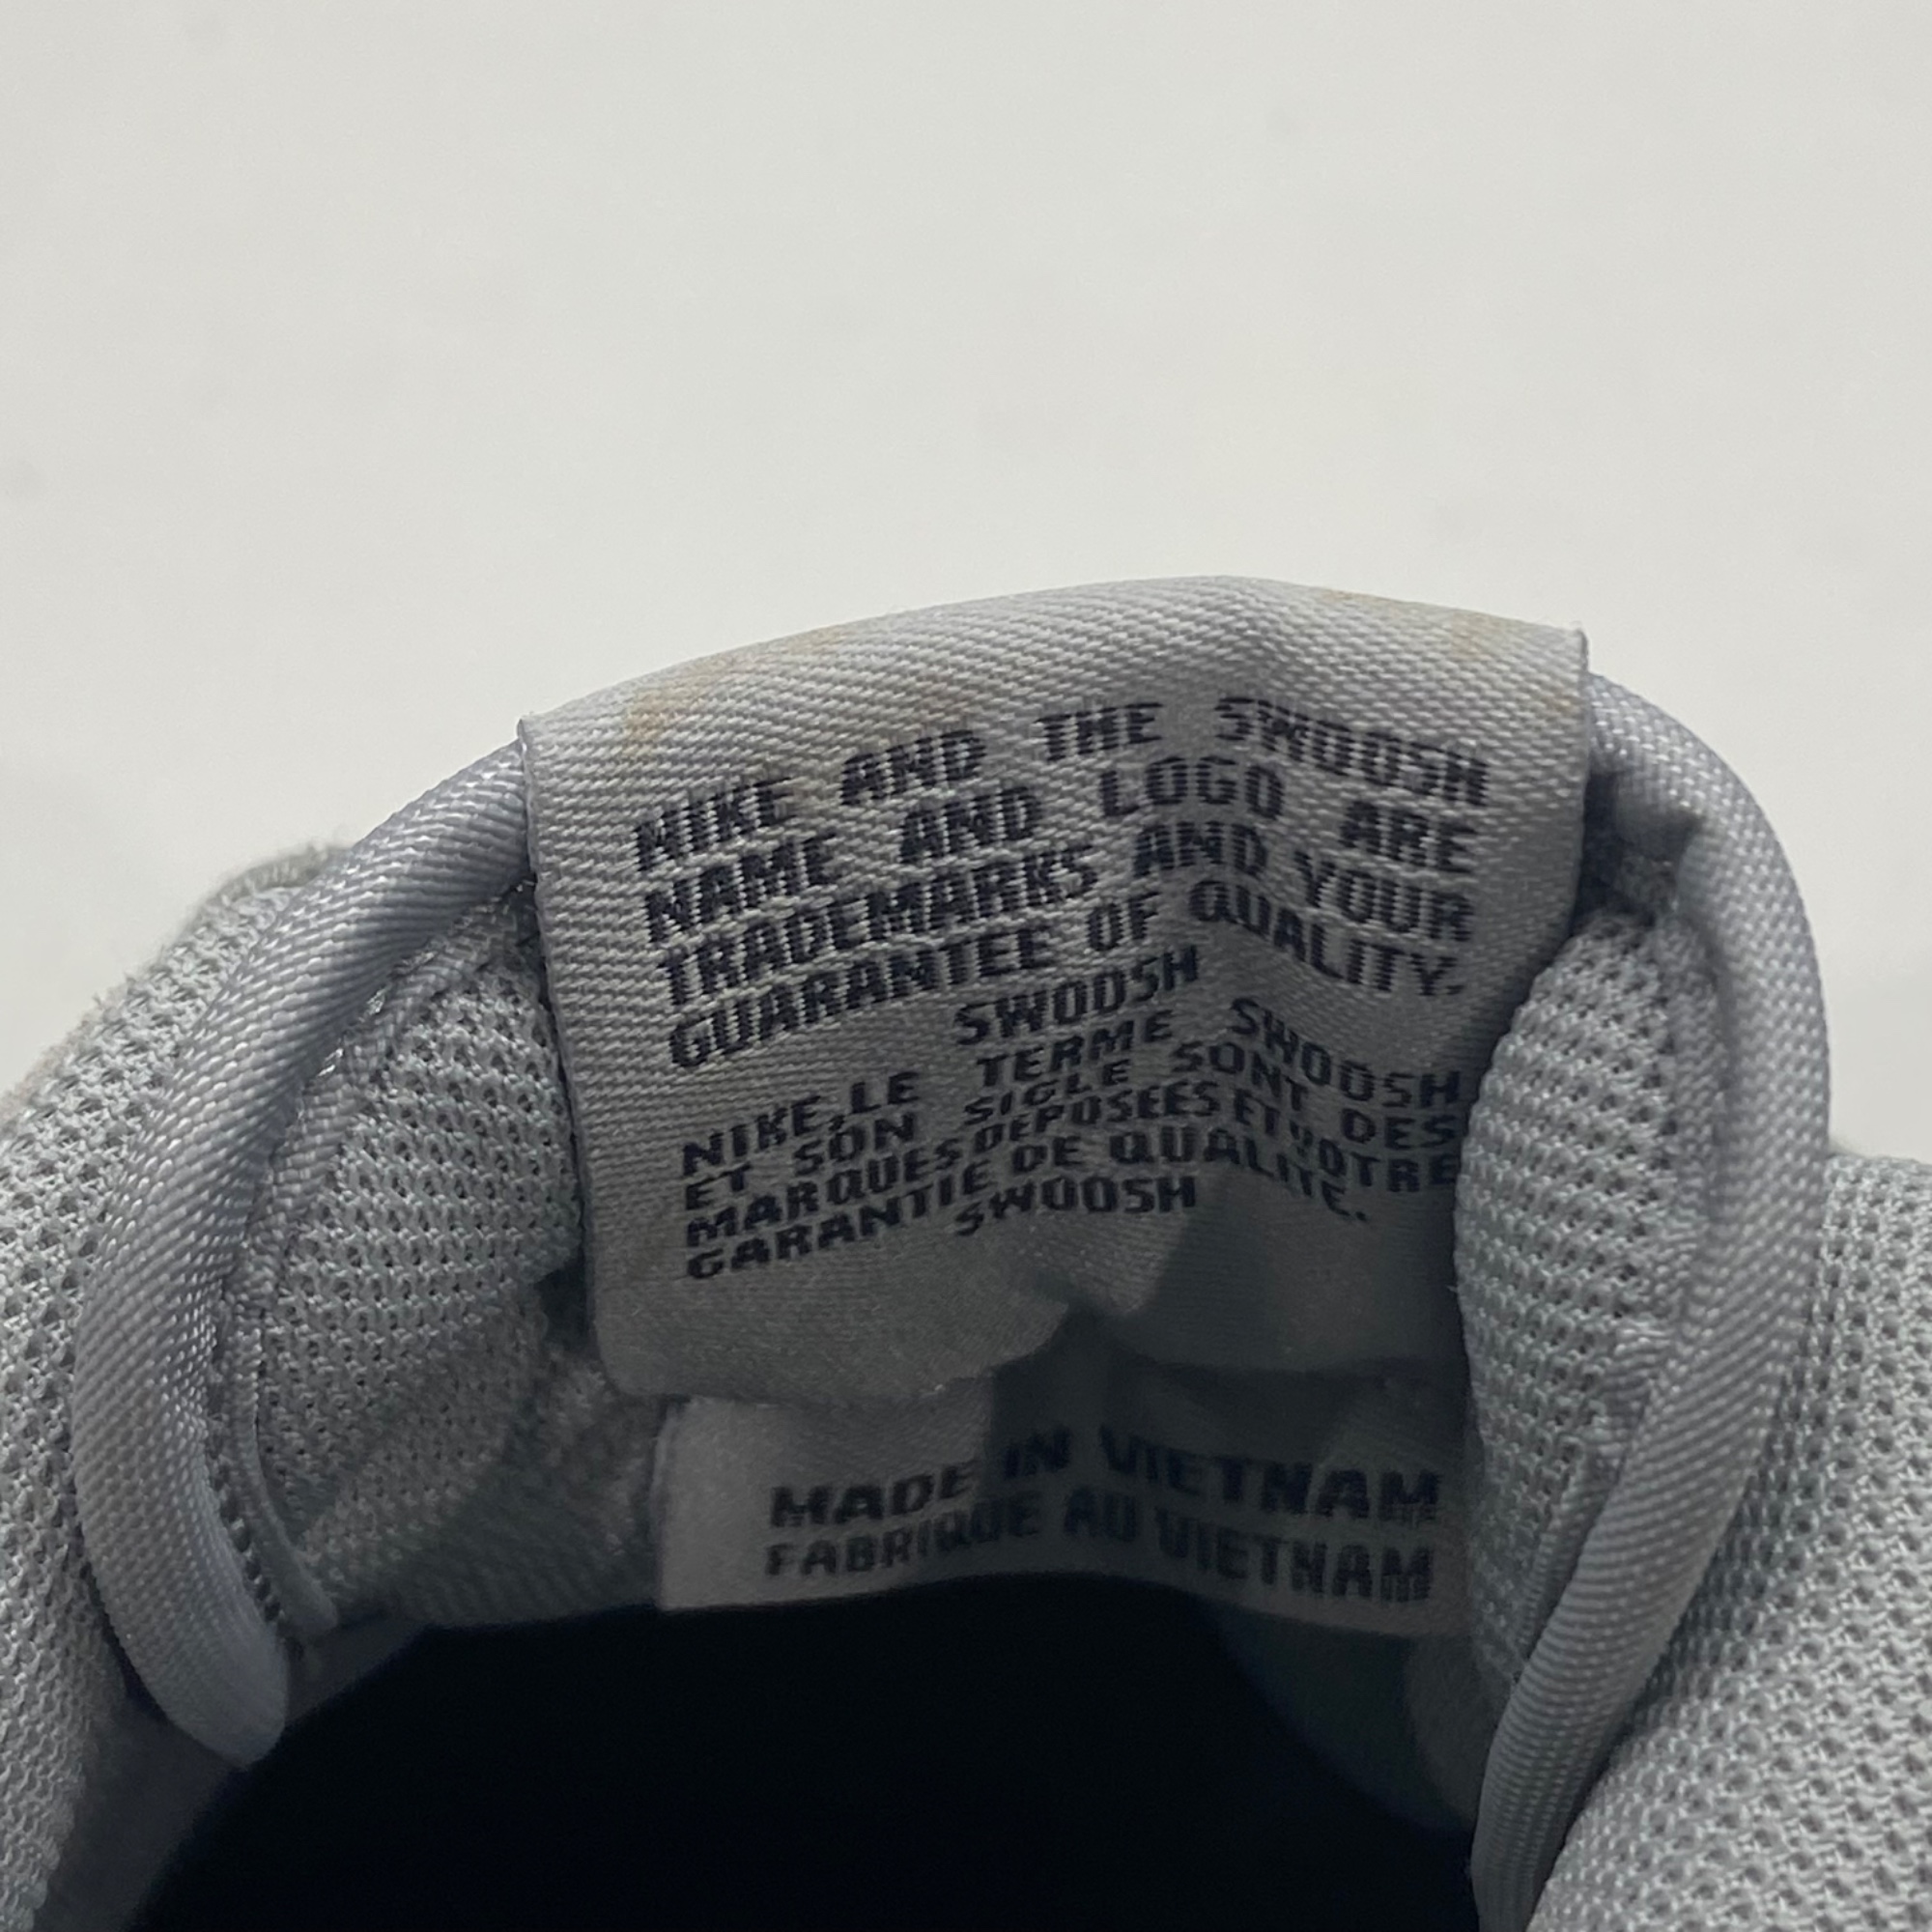 NIKE AND THE SWOOSH
NAME AND LOGO ARE
TRADEMARKS AND YOUR
GUARANTEE OF QUALITY.
SWOOSH
NIKE, LE TERME SWOOSH
ET SON SIGLE SONT DES
MARQUES DEPOSEES ET VOTRE
GARANTIE DE QUALITE.
SWOOSH
MADE IN VIETNAM
FABRIQUE AU VIETNAM